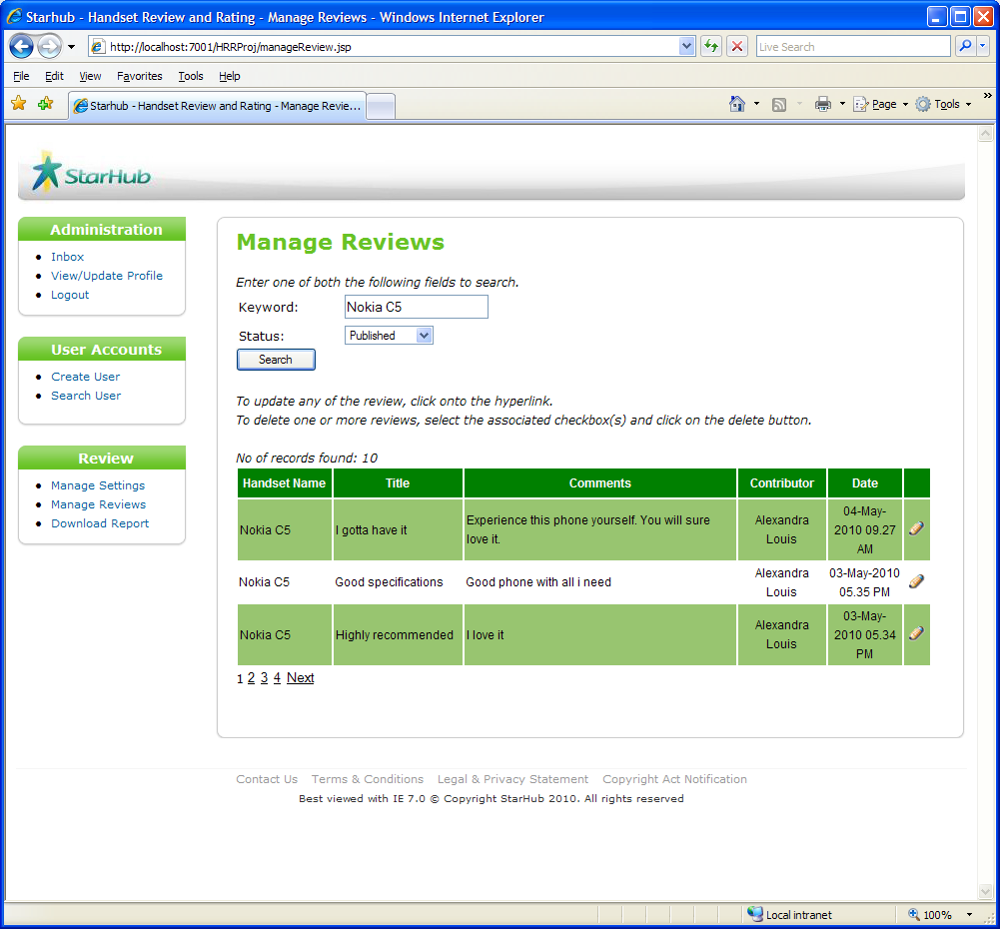 Starhub - Handset Review and Rating - Manage Reviews - Windows Internet Explorer
http://localhost:7001/HRRProj/manageReview.jsp
Live Search
File Edit View Favorites Tools Help
Starhub - Handset Review and Rating - Manage Revie...
Page Tools
StarHub
Administration
Inbox
View/Update Profile
Logout
User Accounts
Create User
Search User
Review
Manage Settings
Manage Reviews
Download Report
Manage Reviews
Enter one of both the following fields to search.
Keyword: Nokia C5
Status: Published
Search
To update any of the review, click onto the hyperlink.
To delete one or more reviews, select the associated checkbox(s) and click on the delete button.
No of records found: 10
Handset Name Title Comments Contributor Date
Nokia C5 I gotta have it Experience this phone yourself. You will sure love it. Alexandra Louis 04-May-2010 09.27 AM
Nokia C5 Good specifications Good phone with all i need Alexandra Louis 03-May-2010 05.35 PM
Nokia C5 Highly recommended I love it Alexandra Louis 03-May-2010 05.34 PM
1 2 3 4 Next
Contact Us Terms & Conditions Legal & Privacy Statement Copyright Act Notification
Best viewed with IE 7.0 © Copyright StarHub 2010. All rights reserved
Local intranet 100%